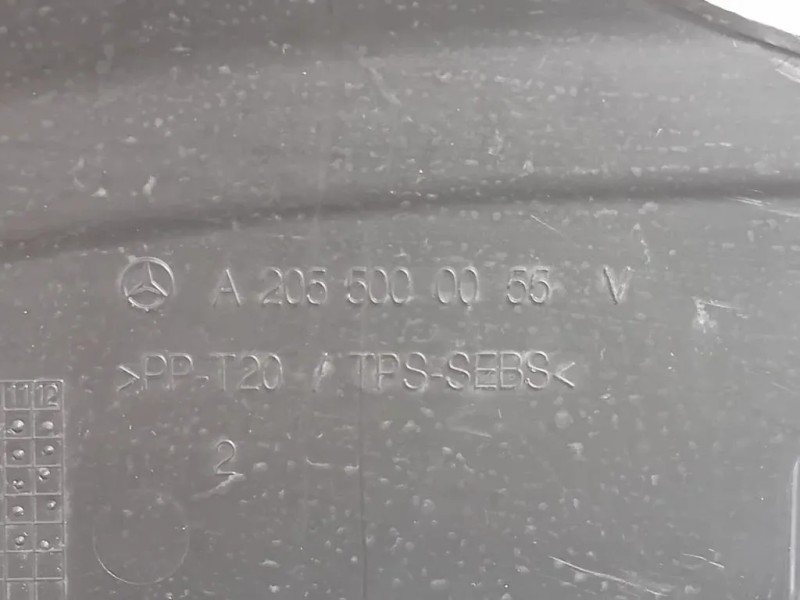 A 205 500 00 55 V
>PP-T20 / TPS-SEBS<
11 12
2